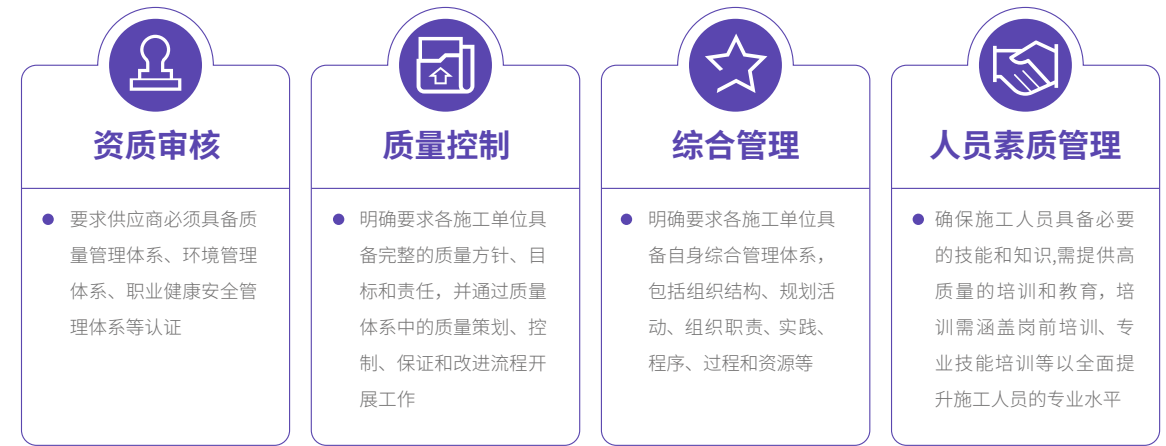 资质审核
要求供应商必须具备质
量管理体系、环境管理
体系、职业健康安全管
理体系等认证
质量控制
明确要求各施工单位具
备完整的质量方针、目
标和责任，并通过质量
体系中的质量策划、控
制、保证和改进流程开
展工作
综合管理
明确要求各施工单位具
备自身综合管理体系，
包括组织结构、规划活
动、组织职责、实践、
程序、过程和资源等
人员素质管理
确保施工人员具备必要
的技能和知识,需提供高
质量的培训和教育，培
训需涵盖岗前培训、专
业技能培训等以全面提
升施工人员的专业水平